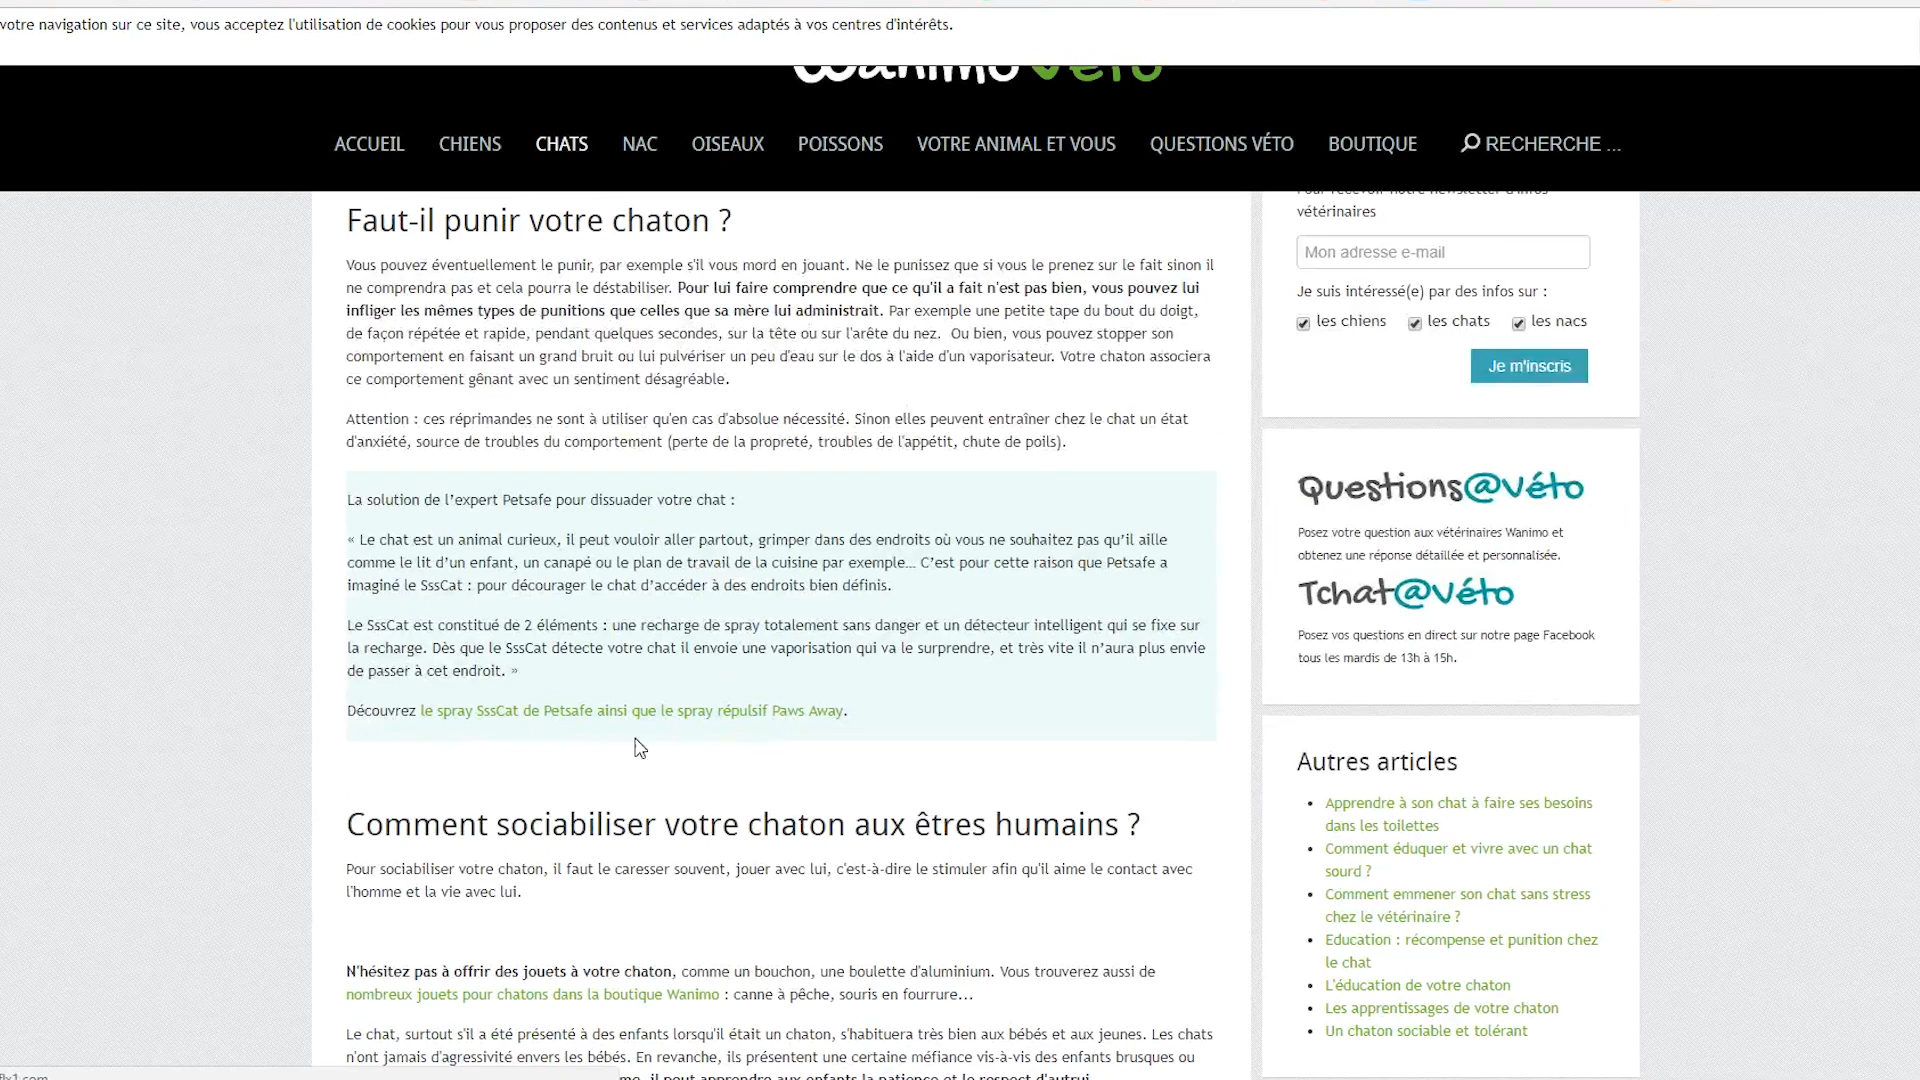 votre navigation sur ce site, vous acceptez l'utilisation de cookies pour vous proposer des contenus et services adaptés à vos centres d'intérêts.
Wanimo Véto
ACCUEIL CHIENS CHATS NAC OISEAUX POISSONS VOTRE ANIMAL ET VOUS QUESTIONS VÉTO BOUTIQUE RECHERCHE ...
Faut-il punir votre chaton ?
Vous pouvez éventuellement le punir, par exemple s'il vous mord en jouant. Ne le punissez que si vous le prenez sur le fait sinon il
ne comprendra pas et cela pourra le déstabiliser. Pour lui faire comprendre que ce qu'il a fait n'est pas bien, vous pouvez lui
infliger les mêmes types de punitions que celles que sa mère lui administrait. Par exemple une petite tape du bout du doigt,
de façon répétée et rapide, pendant quelques secondes, sur la tête ou sur l'arête du nez. Ou bien, vous pouvez stopper son
comportement en faisant un grand bruit ou lui pulvériser un peu d'eau sur le dos à l'aide d'un vaporisateur. Votre chaton associera
ce comportement gênant avec un sentiment désagréable.
Attention : ces réprimandes ne sont à utiliser qu'en cas d'absolue nécessité. Sinon elles peuvent entraîner chez le chat un état
d'anxiété, source de troubles du comportement (perte de la propreté, troubles de l'appétit, chute de poils).
La solution de l’expert Petsafe pour dissuader votre chat :
« Le chat est un animal curieux, il peut vouloir aller partout, grimper dans des endroits où vous ne souhaitez pas qu’il aille
comme le lit d’un enfant, un canapé ou le plan de travail de la cuisine par exemple… C’est pour cette raison que Petsafe a
imaginé le SssCat : pour décourager le chat d’accéder à des endroits bien définis.
Le SssCat est constitué de 2 éléments : une recharge de spray totalement sans danger et un détecteur intelligent qui se fixe sur
la recharge. Dès que le SssCat détecte votre chat il envoie une vaporisation qui va le surprendre, et très vite il n’aura plus envie
de passer à cet endroit. »
Découvrez le spray SssCat de Petsafe ainsi que le spray répulsif Paws Away.
Comment sociabiliser votre chaton aux êtres humains ?
Pour sociabiliser votre chaton, il faut le caresser souvent, jouer avec lui, c'est-à-dire le stimuler afin qu'il aime le contact avec
l'homme et la vie avec lui.
N'hésitez pas à offrir des jouets à votre chaton, comme un bouchon, une boulette d'aluminium. Vous trouverez aussi de
nombreux jouets pour chatons dans la boutique Wanimo : canne à pêche, souris en fourrure…
Le chat, surtout s'il a été présenté à des enfants lorsqu'il était un chaton, s'habituera très bien aux bébés et aux jeunes. Les chats
n'ont jamais d'agressivité envers les bébés. En revanche, ils présentent une certaine méfiance vis-à-vis des enfants brusques ou
il peut apprendre aux enfants la patience et le respect d'autrui.
Pour recevoir notre newsletter d'infos
vétérinaires
Mon adresse e-mail
Je suis intéressé(e) par des infos sur :
les chiens les chats les nacs
Je m'inscris
Questions@véto
Posez votre question aux vétérinaires Wanimo et
obtenez une réponse détaillée et personnalisée.
Tchat@véto
Posez vos questions en direct sur notre page Facebook
tous les mardis de 13h à 15h.
Autres articles
Apprendre à son chat à faire ses besoins
dans les toilettes
Comment éduquer et vivre avec un chat
sourd ?
Comment emmener son chat sans stress
chez le vétérinaire ?
Education : récompense et punition chez
le chat
L'éducation de votre chaton
Les apprentissages de votre chaton
Un chaton sociable et tolérant